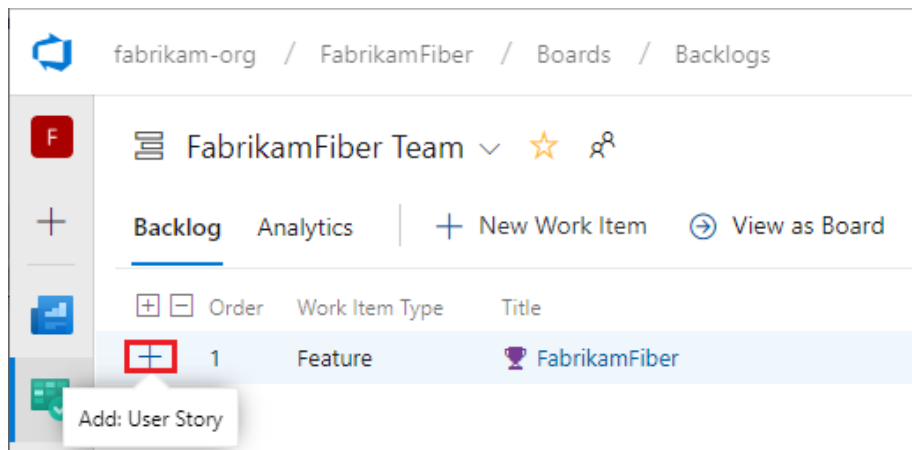 fabrikam-org / FabrikamFiber / Boards / Backlogs
F
FabrikamFiber Team
Backlog Analytics New Work Item View as Board
Order Work Item Type Title
1 Feature FabrikamFiber
Add: User Story